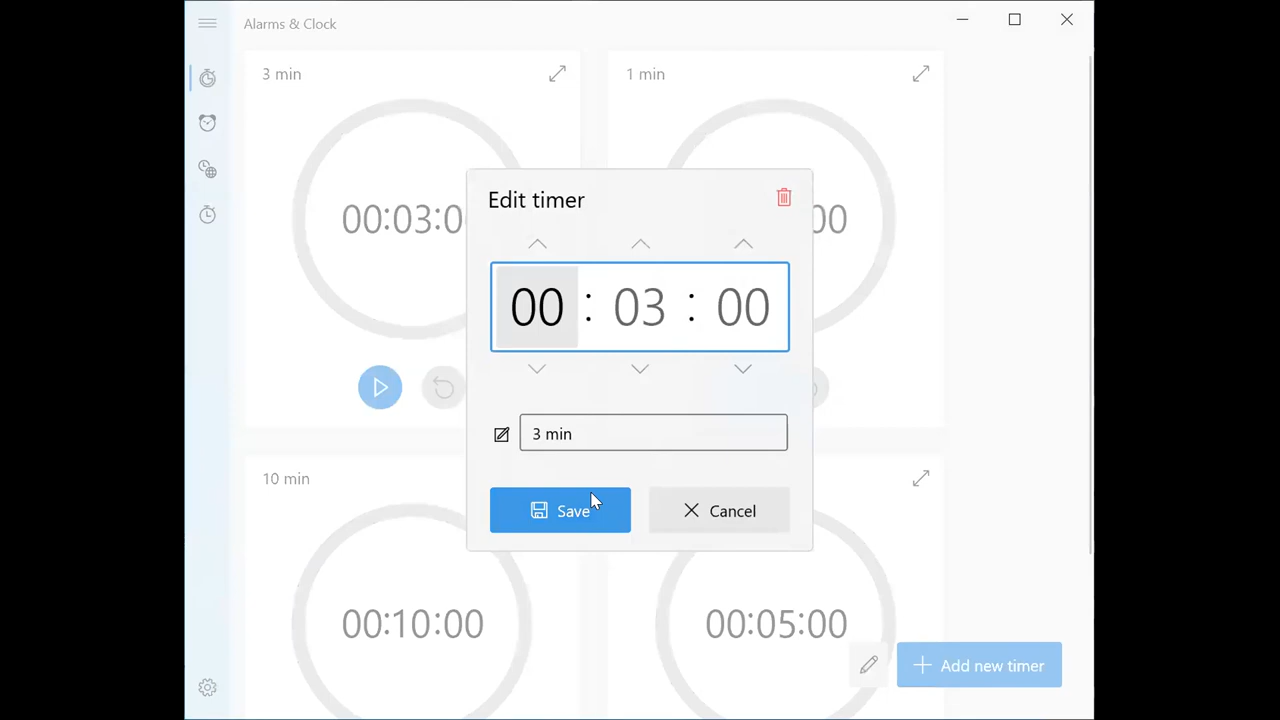 Alarms & Clock
3 min
1 min
00:03:0
00
Edit timer
00 : 03 : 00
3 min
Save
Cancel
10 min
00:10:00
00:05:00
Add new timer